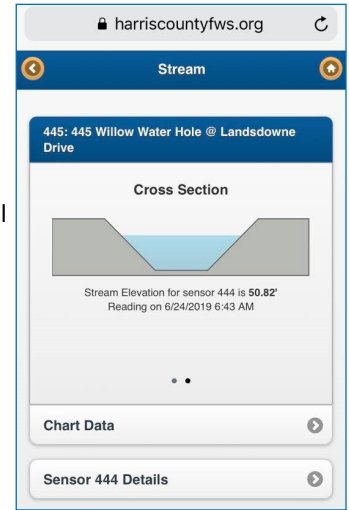 harriscountyfws.org
Stream
445: 445 Willow Water Hole @ Landsdowne
Drive
Cross Section
l
Stream Elevation for sensor 444 is 50.82'
Reading on 6/24/2019 6:43 AM
Chart Data
Sensor 444 Details